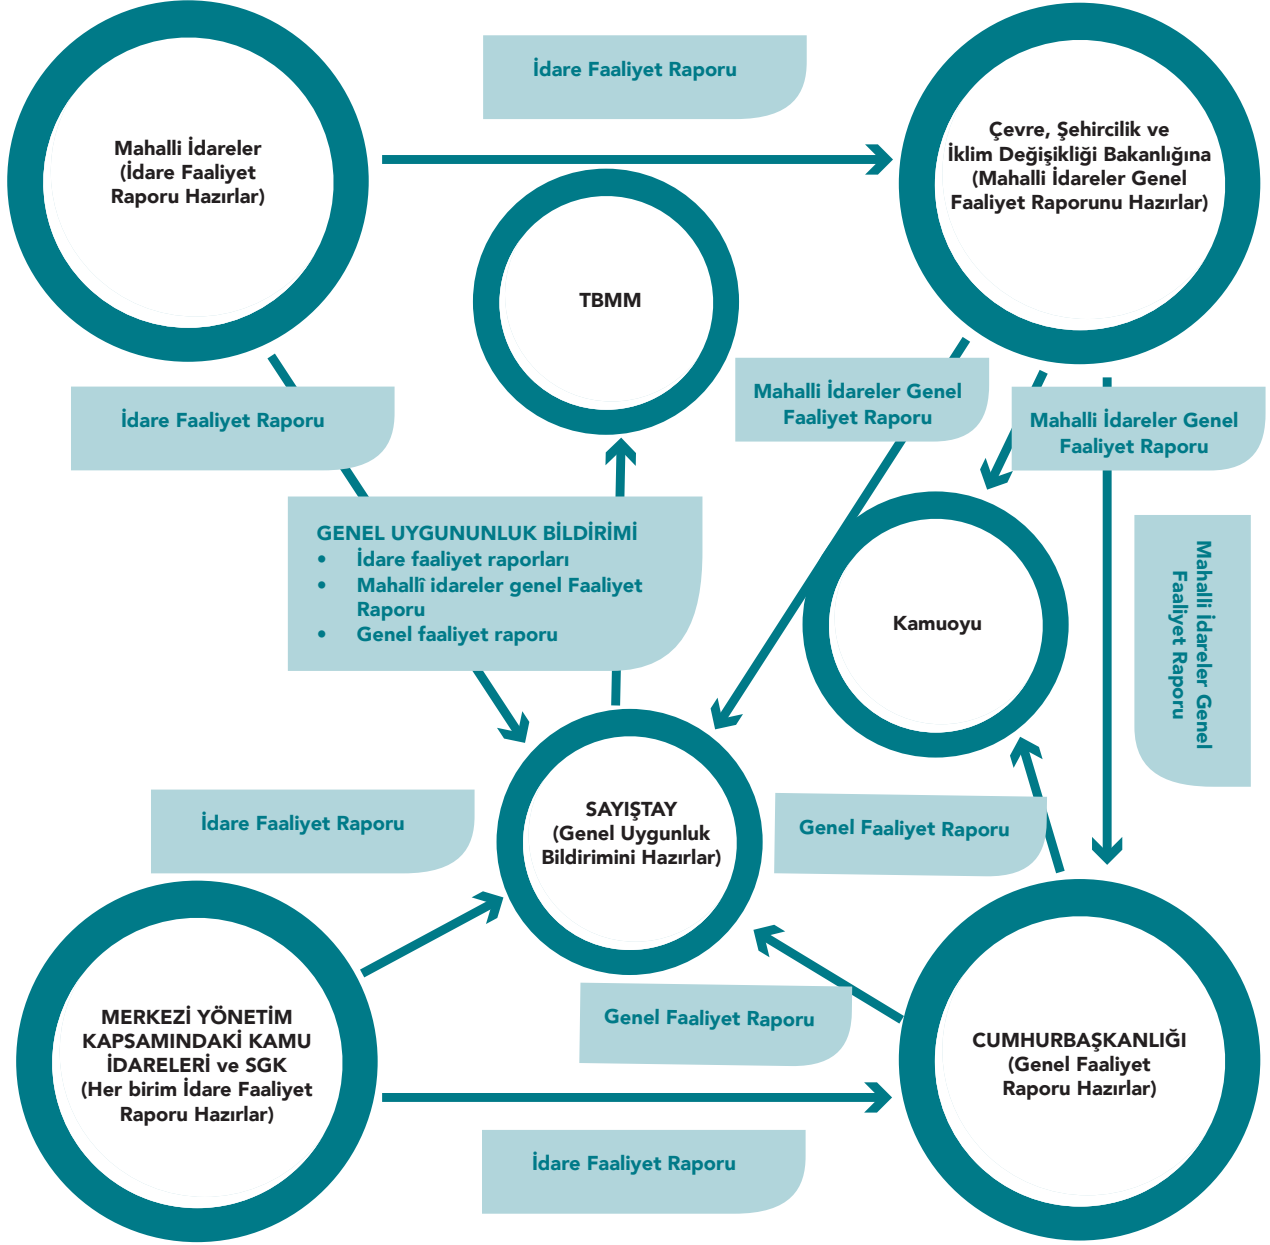 İdare Faaliyet Raporu
Mahalli İdareler
(İdare Faaliyet
Raporu Hazırlar)
Çevre, Şehircilik ve
İklim Değişikliği Bakanlığına
(Mahalli İdareler Genel
Faaliyet Raporunu Hazırlar)
TBMM
İdare Faaliyet Raporu
Mahalli İdareler Genel
Faaliyet Raporu
Mahalli İdareler Genel
Faaliyet Raporu
GENEL UYGUNUNLUK BİLDİRİMİ
• İdare faaliyet raporları
• Mahallî idareler genel Faaliyet
Raporu
• Genel faaliyet raporu
Kamuoyu
Mahalli İdareler Genel
Faaliyet Raporu
İdare Faaliyet Raporu
SAYIŞTAY
(Genel Uygunluk
Bildirimini Hazırlar)
Genel Faaliyet Raporu
Genel Faaliyet Raporu
MERKEZİ YÖNETİM
KAPSAMINDAKİ KAMU
İDARELERİ ve SGK
(Her birim İdare Faaliyet
Raporu Hazırlar)
CUMHURBAŞKANLIĞI
(Genel Faaliyet
Raporu Hazırlar)
İdare Faaliyet Raporu